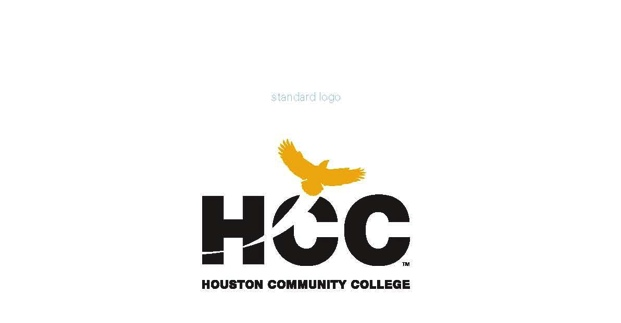 standard logo
HCC
TM
HOUSTON COMMUNITY COLLEGE